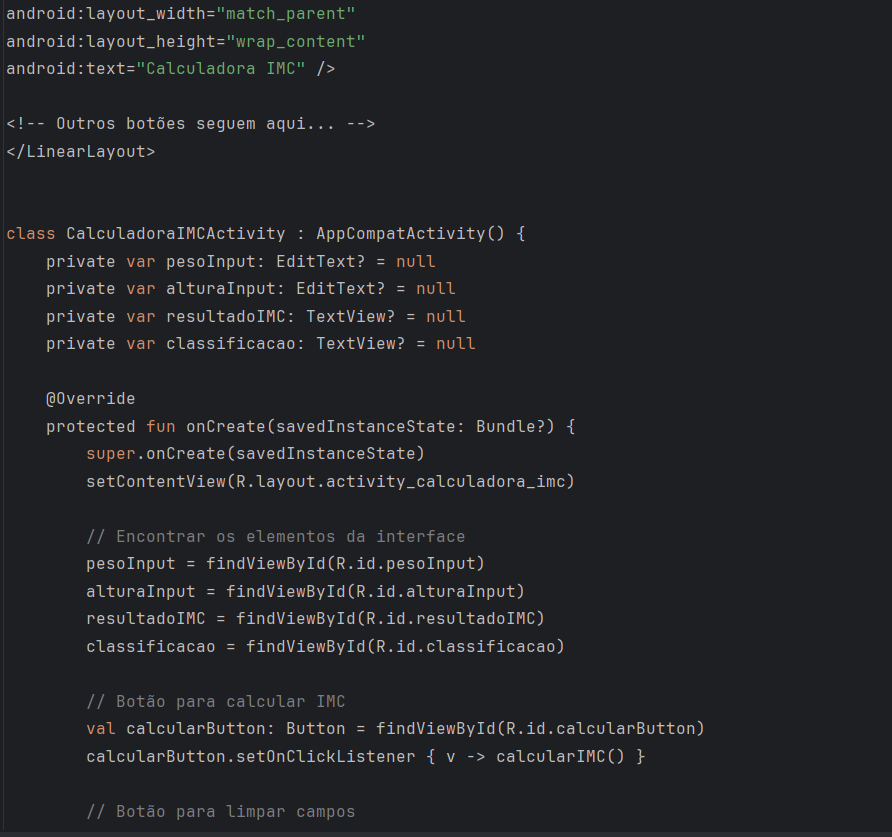 android:layout_width="match_parent"
android:layout_height="wrap_content"
android:text="Calculadora IMC" />
<!-- Outros botões seguem aqui... -->
</LinearLayout>
class CalculadoraIMCActivity : AppCompatActivity() {
    private var pesoInput: EditText? = null
    private var alturaInput: EditText? = null
    private var resultadoIMC: TextView? = null
    private var classificacao: TextView? = null
    @Override
    protected fun onCreate(savedInstanceState: Bundle?) {
        super.onCreate(savedInstanceState)
        setContentView(R.layout.activity_calculadora_imc)
        // Encontrar os elementos da interface
        pesoInput = findViewById(R.id.pesoInput)
        alturaInput = findViewById(R.id.alturaInput)
        resultadoIMC = findViewById(R.id.resultadoIMC)
        classificacao = findViewById(R.id.classificacao)
        // Botão para calcular IMC
        val calcularButton: Button = findViewById(R.id.calcularButton)
        calcularButton.setOnClickListener { v -> calcularIMC() }
        // Botão para limpar campos